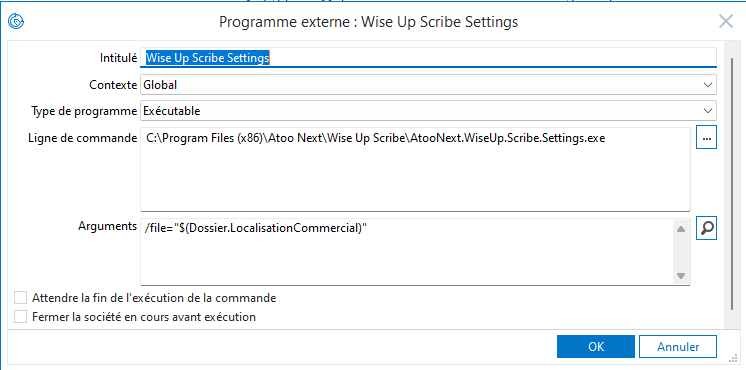 Programme externe : Wise Up Scribe Settings
Intitulé Wise Up Scribe Settings
Contexte Global
Type de programme Exécutable
Ligne de commande C:\Program Files (x86)\Atoo Next\Wise Up Scribe\AtooNext.WiseUp.Scribe.Settings.exe ...
Arguments /file="$(Dossier.LocalisationCommercial)"
Attendre la fin de l'exécution de la commande
Fermer la société en cours avant exécution
OK Annuler